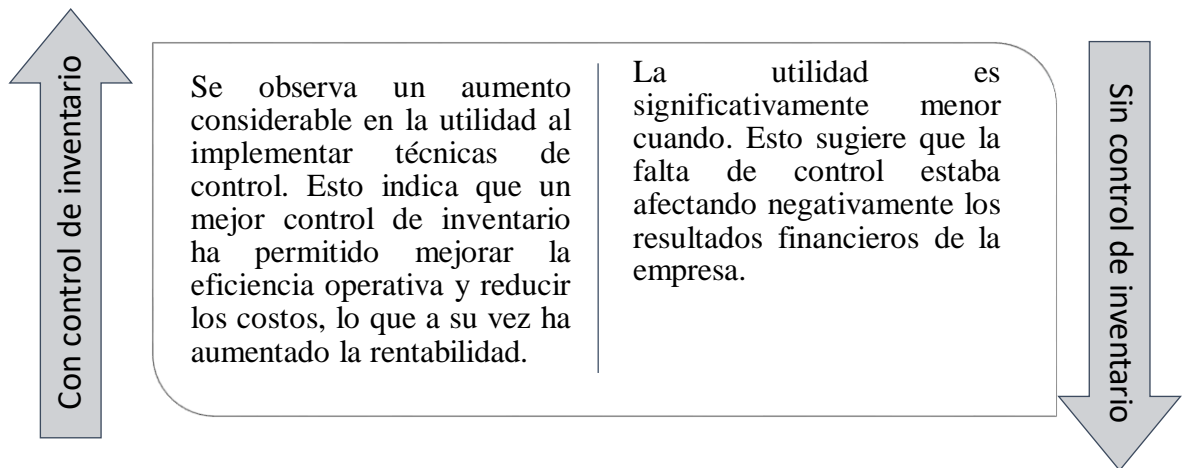 Con control de inventario
Se observa un aumento
considerable en la utilidad al
implementar técnicas de
control. Esto indica que un
mejor control de inventario
ha permitido mejorar la
eficiencia operativa y reducir
los costos, lo que a su vez ha
aumentado la rentabilidad.
La utilidad es
significativamente menor
cuando. Esto sugiere que la
falta de control estaba
afectando negativamente los
resultados financieros de la
empresa.
Sin control de inventario